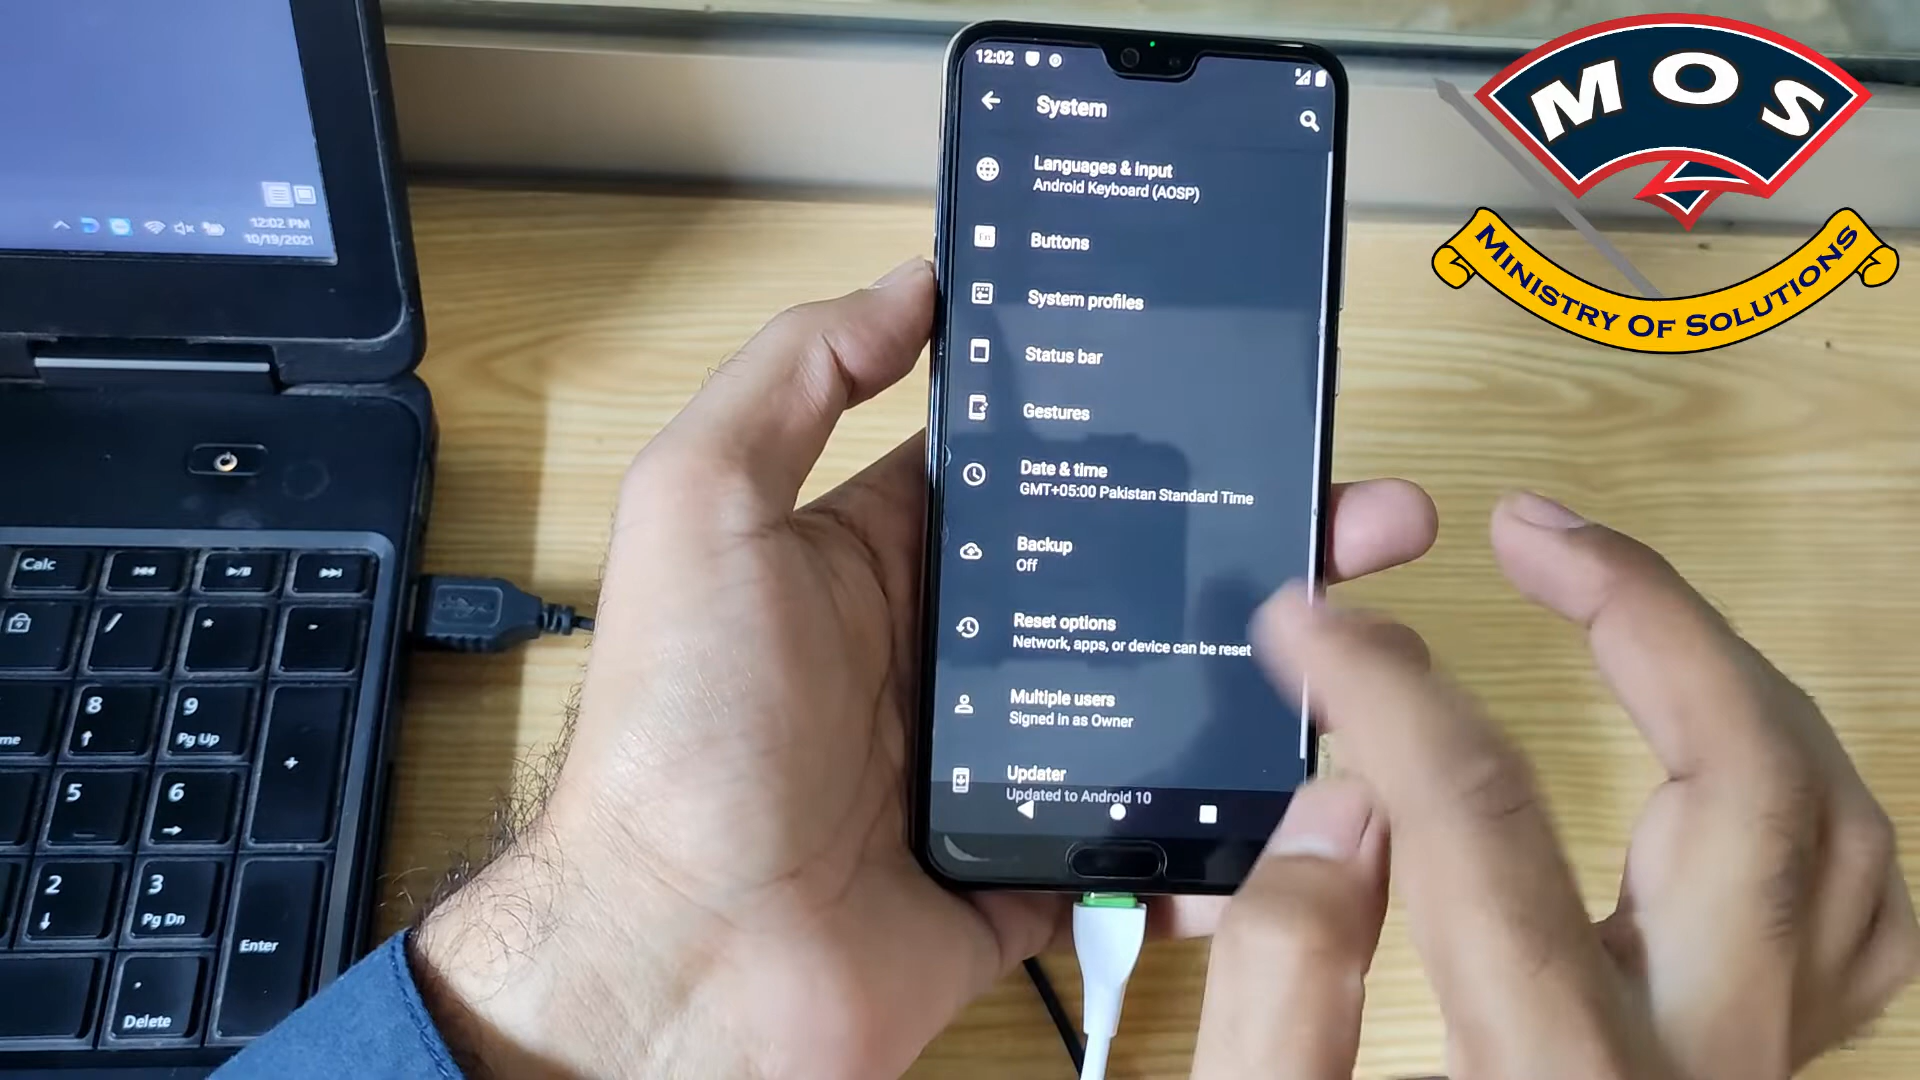 12:02
System
Languages & input
Android Keyboard (AOSP)
Buttons
System profiles
Status bar
Gestures
Date & time
GMT+05:00 Pakistan Standard Time
Backup
Off
Reset options
Network, apps, or device can be reset
Multiple users
Signed in as Owner
Updater
Updated to Android 10
MOS
MINISTRY OF SOLUTIONS
12:02 PM
10/19/2021
Calc
/
*
-
8
9
Pg Up
+
5
6
2
3
Pg Dn
Enter
.
Delete